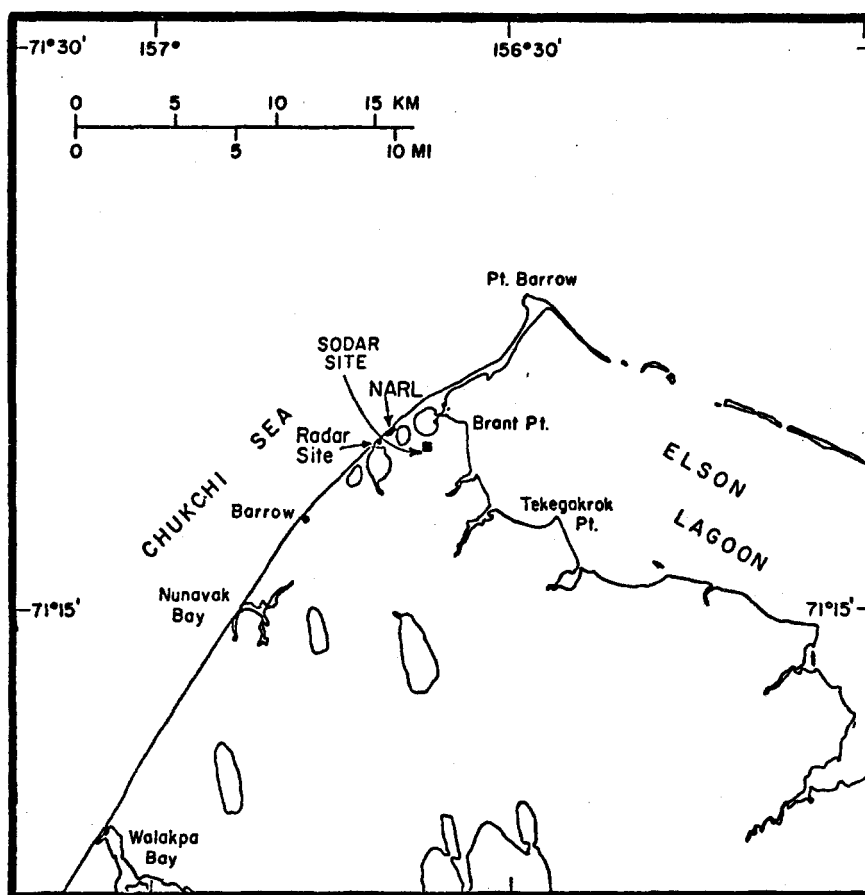 71°30' 157° 156°30'
0 5 10 15 KM
0 5 10 MI
Pt. Barrow
SODAR
SITE
NARL
CHUKCHI SEA
Radar
Site
Brant Pt.
ELSON
LAGOON
Barrow
Tekegakrok
Pt.
Nunavak
Bay
71°15' 71°15'
Walakpa
Bay